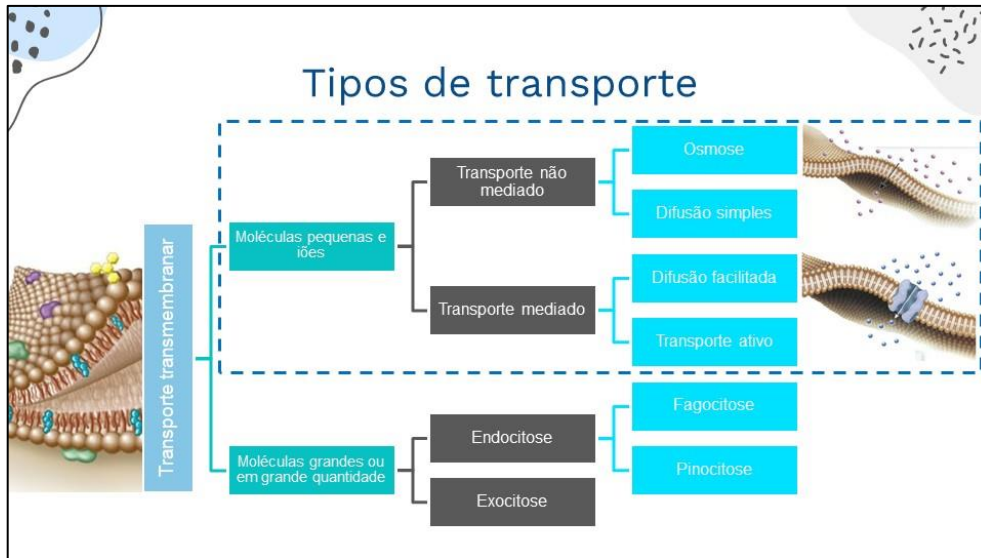 Tipos de transporte
Transporte transmembranar
Moléculas pequenas e
iões
Transporte não
mediado
Osmose
Difusão simples
Transporte mediado
Difusão facilitada
Transporte ativo
Moléculas grandes ou
em grande quantidade
Endocitose
Fagocitose
Pinocitose
Exocitose